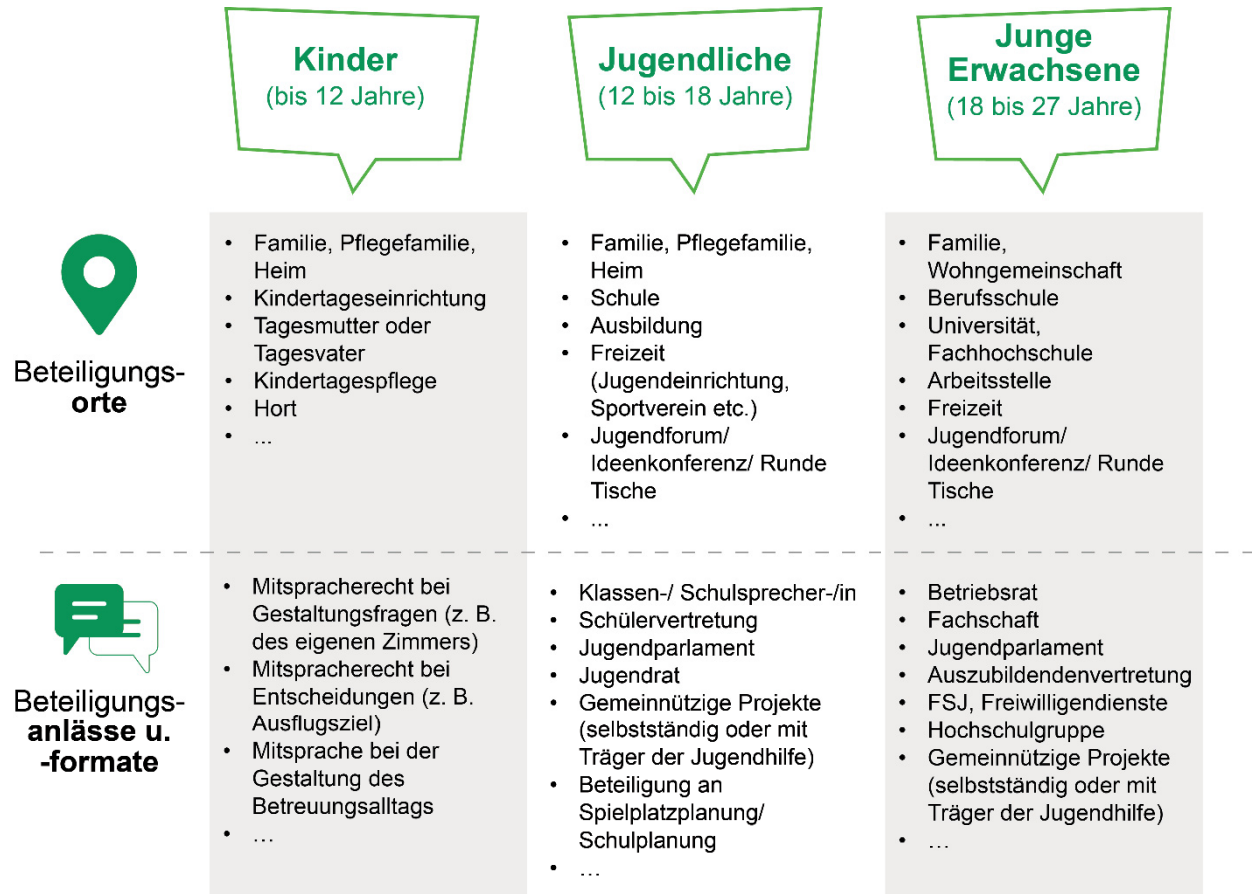 Kinder
(bis 12 Jahre)
Jugendliche
(12 bis 18 Jahre)
Junge
Erwachsene
(18 bis 27 Jahre)
Beteiligungs-
orte
• Familie, Pflegefamilie,
Heim
• Kindertageseinrichtung
• Tagesmutter oder
Tagesvater
• Kindertagespflege
• Hort
• ...
• Familie, Pflegefamilie,
Heim
• Schule
• Ausbildung
• Freizeit
(Jugendeinrichtung,
Sportverein etc.)
• Jugendforum/
Ideenkonferenz/ Runde
Tische
• ...
• Familie,
Wohngemeinschaft
• Berufsschule
• Universität,
Fachhochschule
• Arbeitsstelle
• Freizeit
• Jugendforum/
Ideenkonferenz/ Runde
Tische
• ...
Beteiligungs-
anlässe u.
-formate
• Mitspracherecht bei
Gestaltungsfragen (z. B.
des eigenen Zimmers)
• Mitspracherecht bei
Entscheidungen (z. B.
Ausflugsziel)
• Mitsprache bei der
Gestaltung des
Betreuungsalltags
• …
• Klassen-/ Schulsprecher-/in
• Schülervertretung
• Jugendparlament
• Jugendrat
• Gemeinnützige Projekte
(selbstständig oder mit
Träger der Jugendhilfe)
• Beteiligung an
Spielplatzplanung/
Schulplanung
• …
• Betriebsrat
• Fachschaft
• Jugendparlament
• Auszubildendenvertretung
• FSJ, Freiwilligendienste
• Hochschulgruppe
• Gemeinnützige Projekte
(selbstständig oder mit
Träger der Jugendhilfe)
• …